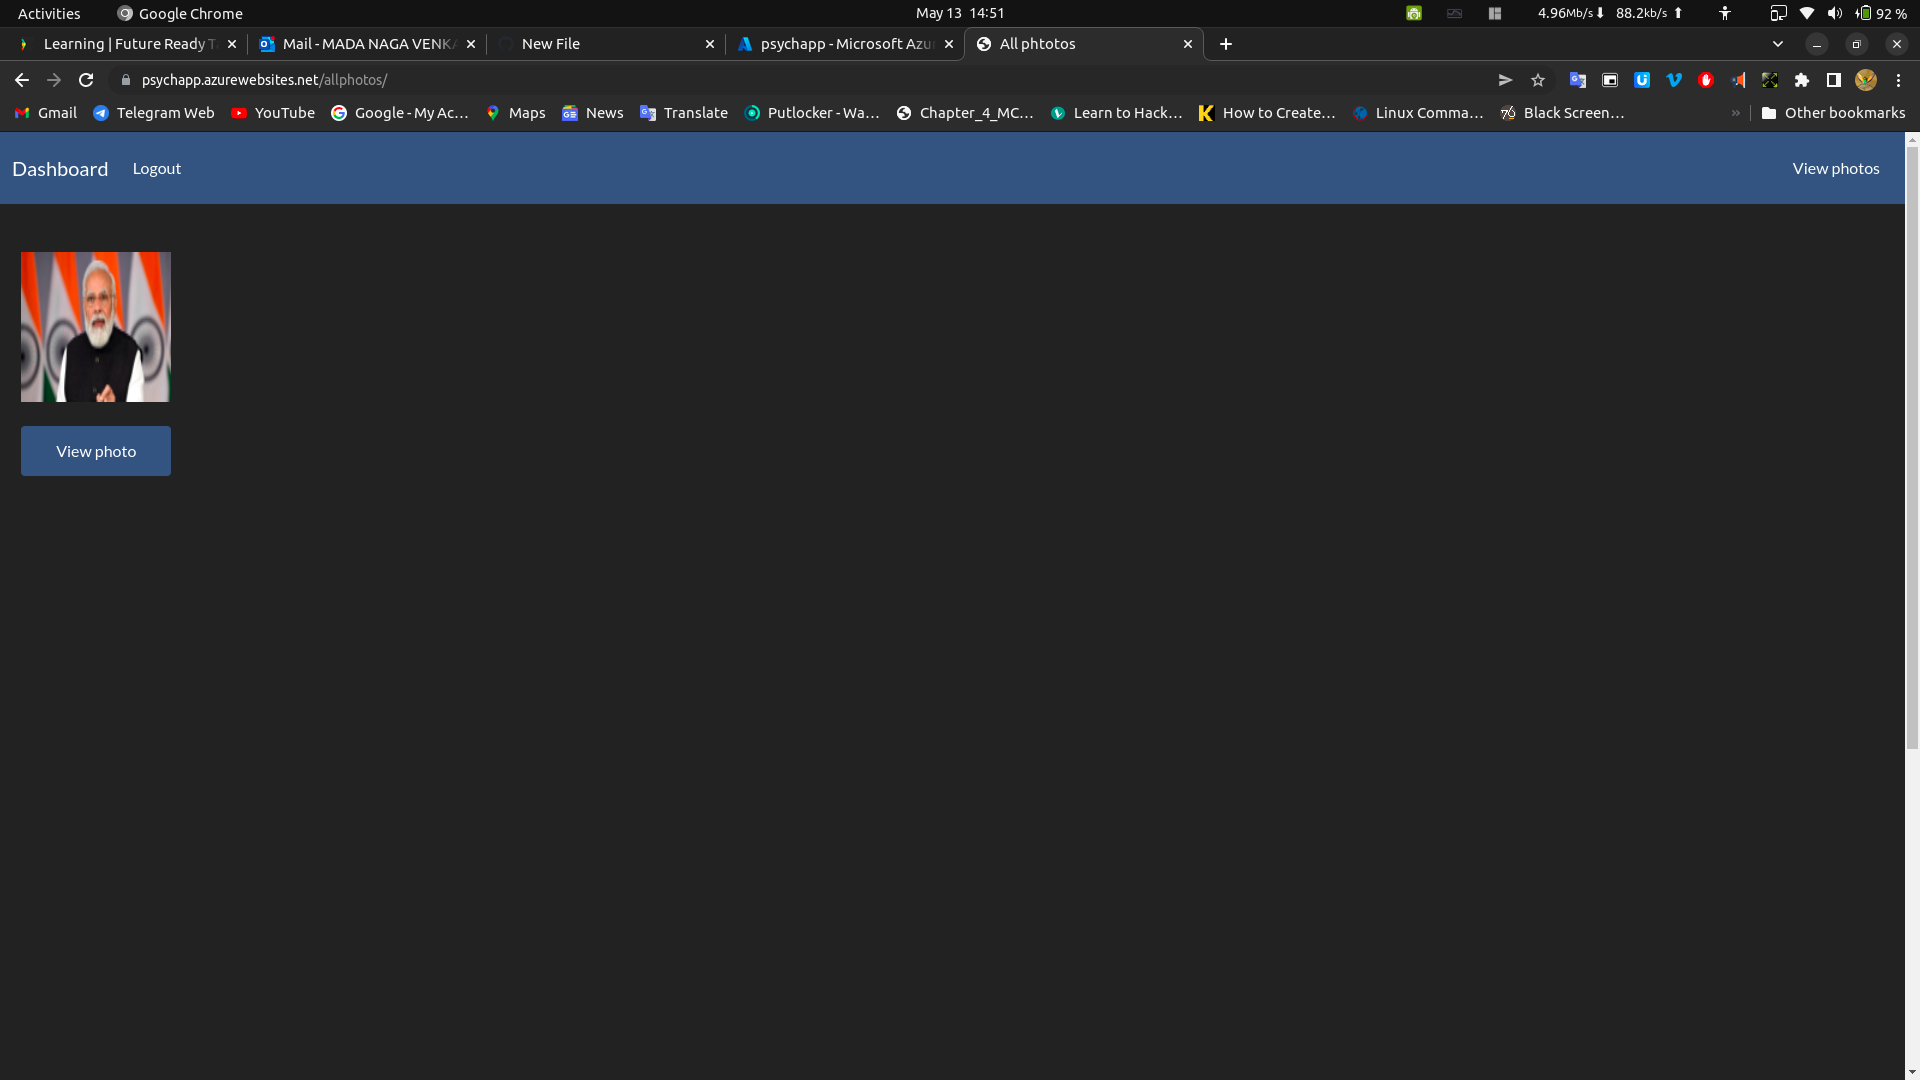 Activities Google Chrome May 13 14:51 4.96Mb/s 88.2kb/s 92 %
Learning | Future Ready T Mail - MADA NAGA VENKA New File psychapp - Microsoft Azu All phtotos
psychapp.azurewebsites.net/allphotos/
Gmail Telegram Web YouTube Google - My Ac… Maps News Translate Putlocker - Wa… Chapter_4_MC… Learn to Hack… How to Create… Linux Comma… Black Screen… » Other bookmarks
Dashboard Logout View photos
View photo